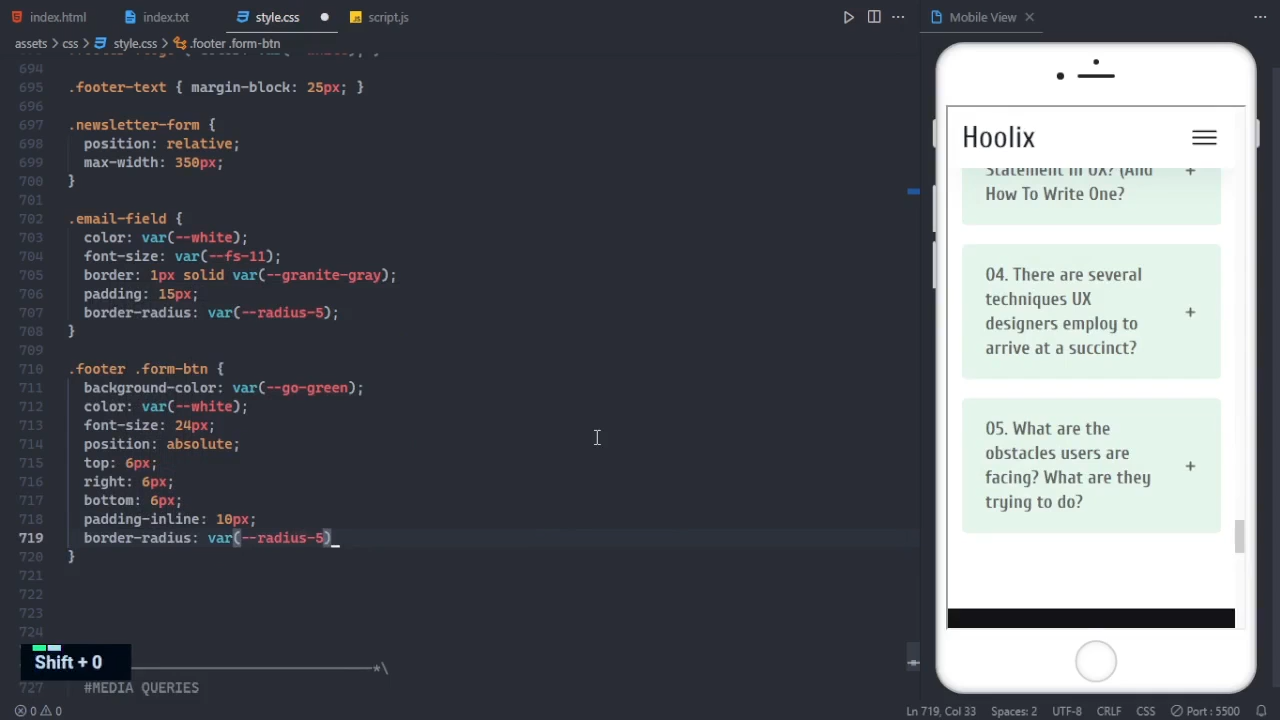 index.html
index.txt
style.css
script.js
Mobile View
assets > css > style.css > .footer .form-btn
694
695 .footer-text { margin-block: 25px; }
696
697 .newsletter-form {
698 position: relative;
699 max-width: 350px;
700 }
701
702 .email-field {
703 color: var(--white);
704 font-size: var(--fs-11);
705 border: 1px solid var(--granite-gray);
706 padding: 15px;
707 border-radius: var(--radius-5);
708 }
709
710 .footer .form-btn {
711 background-color: var(--go-green);
712 color: var(--white);
713 font-size: 24px;
714 position: absolute;
715 top: 6px;
716 right: 6px;
717 bottom: 6px;
718 padding-inline: 10px;
719 border-radius: var(--radius-5)
720 }
721
722
723
724
*\
727 #MEDIA QUERIES
Shift + 0
Hoolix
Statement in UX? (And
How To Write One?
+
04. There are several
techniques UX
designers employ to
arrive at a succinct?
+
05. What are the
obstacles users are
facing? What are they
trying to do?
+
0 0
Ln 719, Col 33
Spaces: 2
UTF-8
CRLF
CSS
Port : 5500